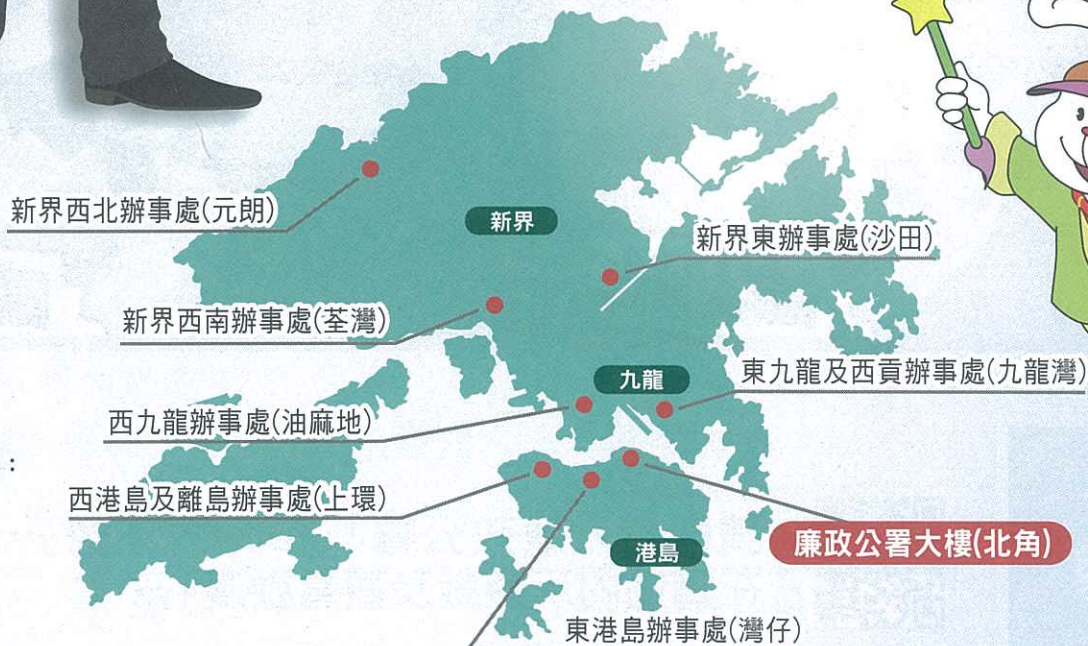 新界西北辦事處(元朗)
新界
新界東辦事處(沙田)
新界西南辦事處(荃灣)
九龍
東九龍及西貢辦事處(九龍灣)
西九龍辦事處(油麻地)
:
西港島及離島辦事處(上環)
廉政公署大樓(北角)
港島
東港島辦事處(灣仔)